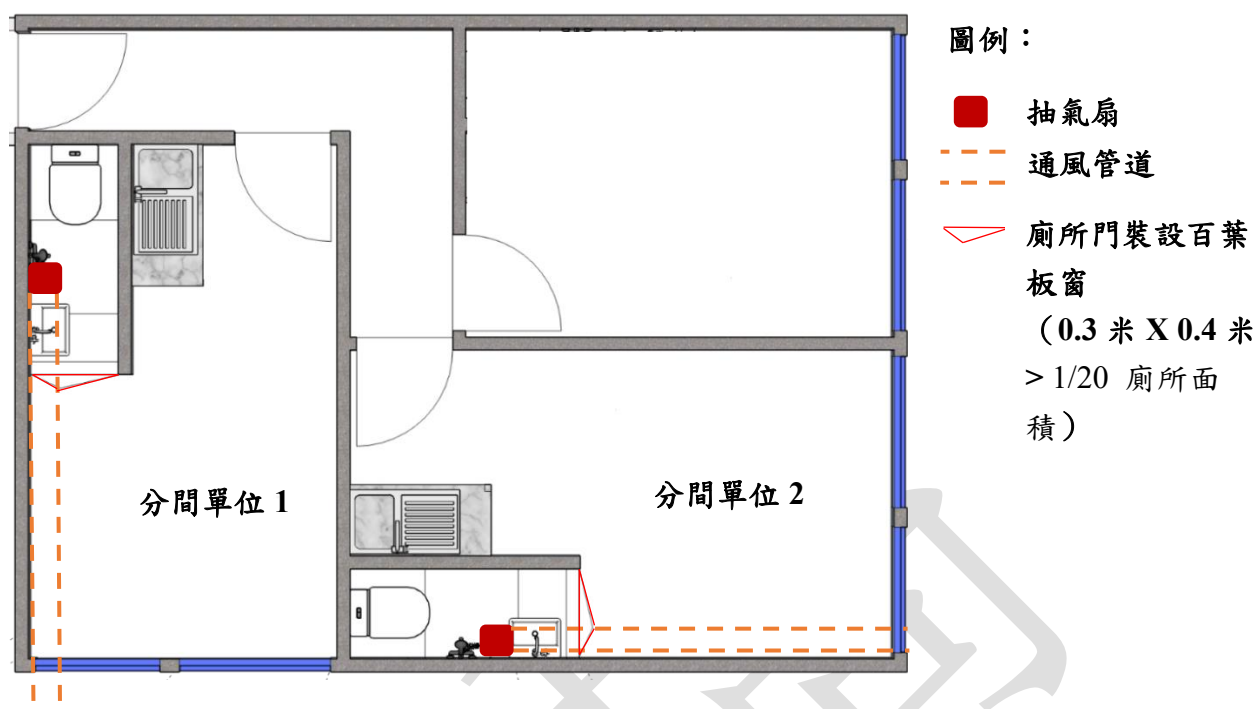 圖例：
抽氣扇
通風管道
廁所門裝設百葉
板窗
（0.3 米 X 0.4 米
> 1/20 廁所面
積）
分間單位 1
分間單位 2